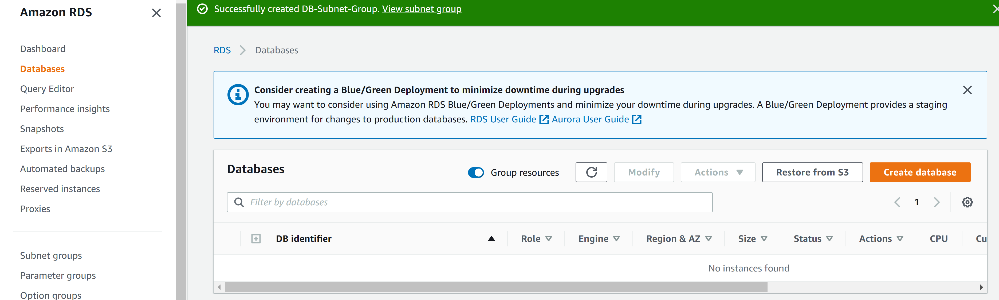 Amazon RDS
Dashboard
Databases
Query Editor
Performance insights
Snapshots
Exports in Amazon S3
Automated backups
Reserved instances
Proxies
Subnet groups
Parameter groups
Option groups
Successfully created DB-Subnet-Group. View subnet group
RDS > Databases
Consider creating a Blue/Green Deployment to minimize downtime during upgrades
You may want to consider using Amazon RDS Blue/Green Deployments and minimize your downtime during upgrades. A Blue/Green Deployment provides a staging
environment for changes to production databases. RDS User Guide Aurora User Guide
Databases Group resources Modify Actions Restore from S3 Create database
Filter by databases 1
DB identifier Role Engine Region & AZ Size Status Actions CPU Cu
No instances found